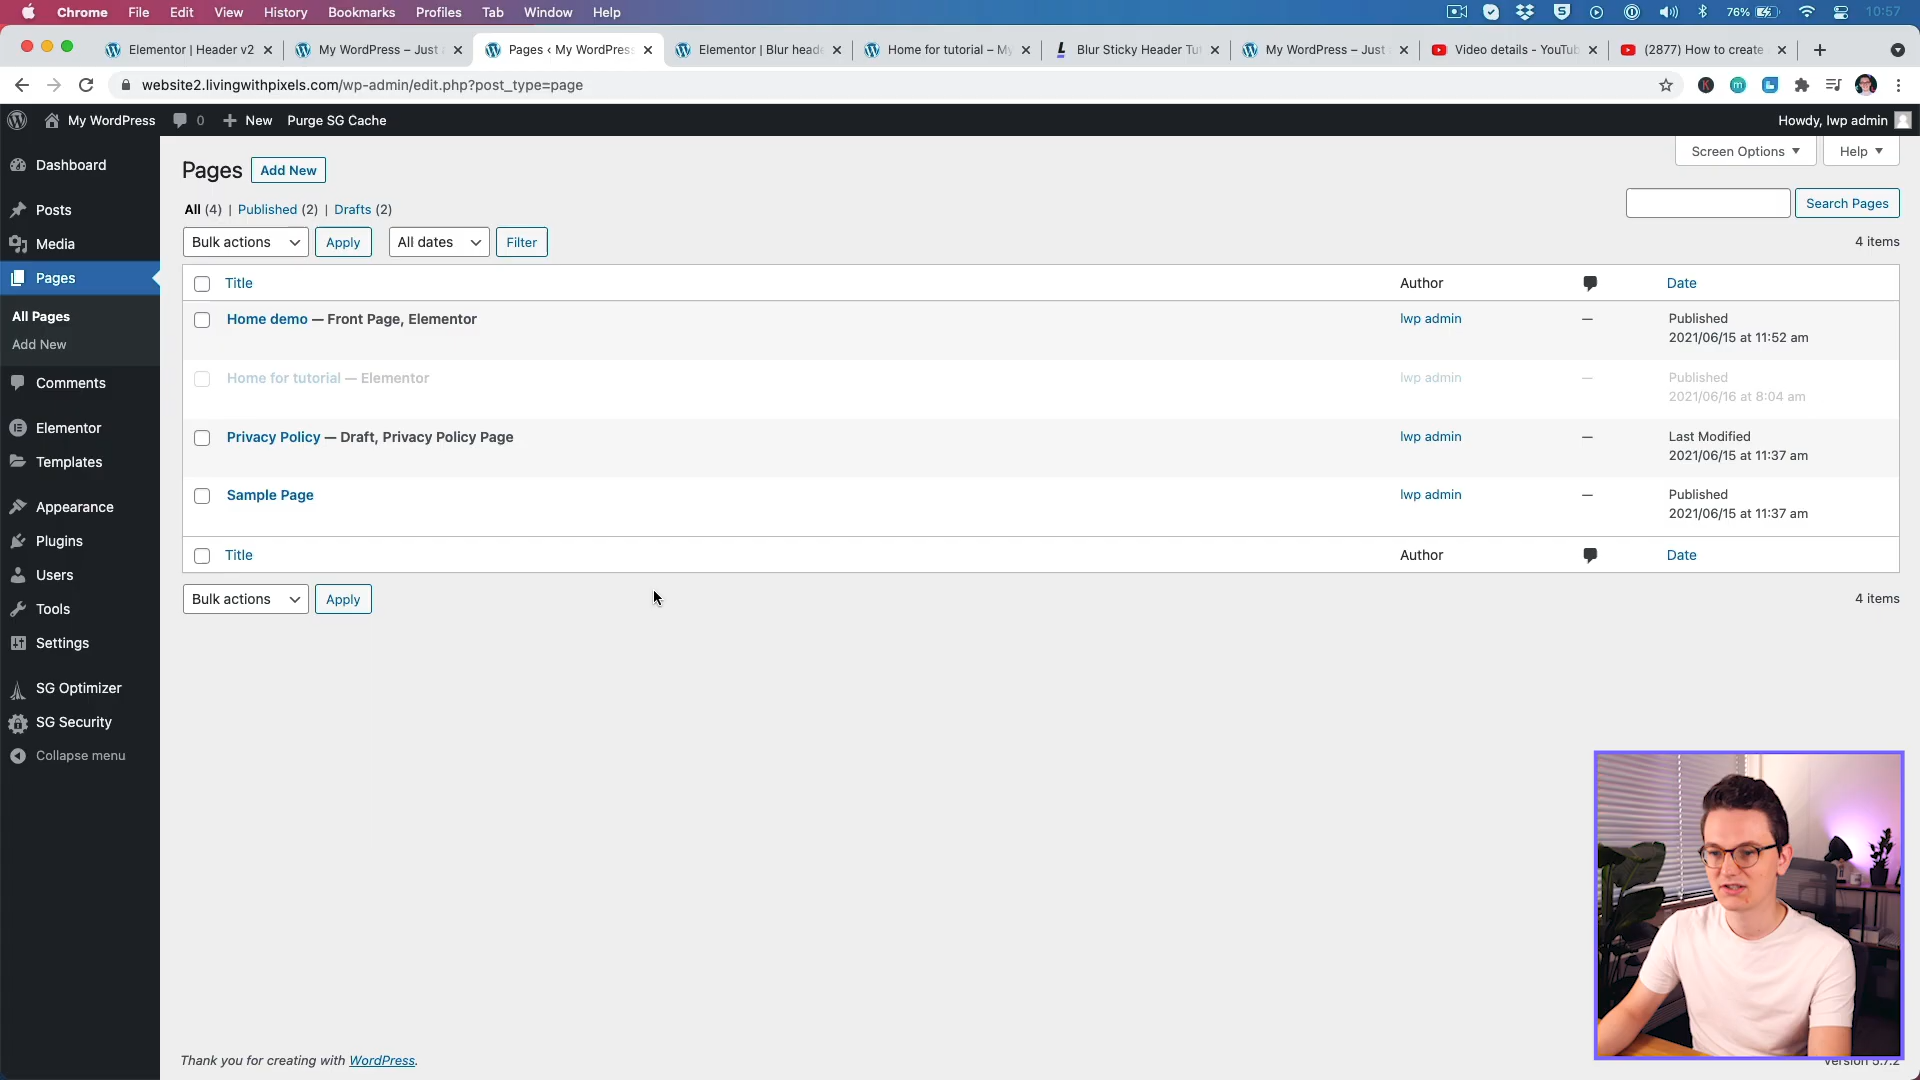 Chrome File Edit View History Bookmarks Profiles Tab Window Help 76% 10:57
Elementor | Header v2 My WordPress – Just Pages ‹ My WordPress Elementor | Blur heade Home for tutorial – My Blur Sticky Header Tut My WordPress – Just Video details - YouTub (2877) How to create
website2.livingwithpixels.com/wp-admin/edit.php?post_type=page
My WordPress 0 New Purge SG Cache Howdy, lwp admin
Dashboard
Posts
Media
Pages
All Pages
Add New
Comments
Elementor
Templates
Appearance
Plugins
Users
Tools
Settings
SG Optimizer
SG Security
Collapse menu
Screen Options Help
Pages Add New
All (4) | Published (2) | Drafts (2)
Search Pages
Bulk actions Apply All dates Filter 4 items
Title Author Date
Home demo — Front Page, Elementor lwp admin — Published
2021/06/15 at 11:52 am
Home for tutorial — Elementor lwp admin — Published
2021/06/16 at 8:04 am
Privacy Policy — Draft, Privacy Policy Page lwp admin — Last Modified
2021/06/15 at 11:37 am
Sample Page lwp admin — Published
2021/06/15 at 11:37 am
Title Author Date
Bulk actions Apply 4 items
Thank you for creating with WordPress. Version 5.7.2